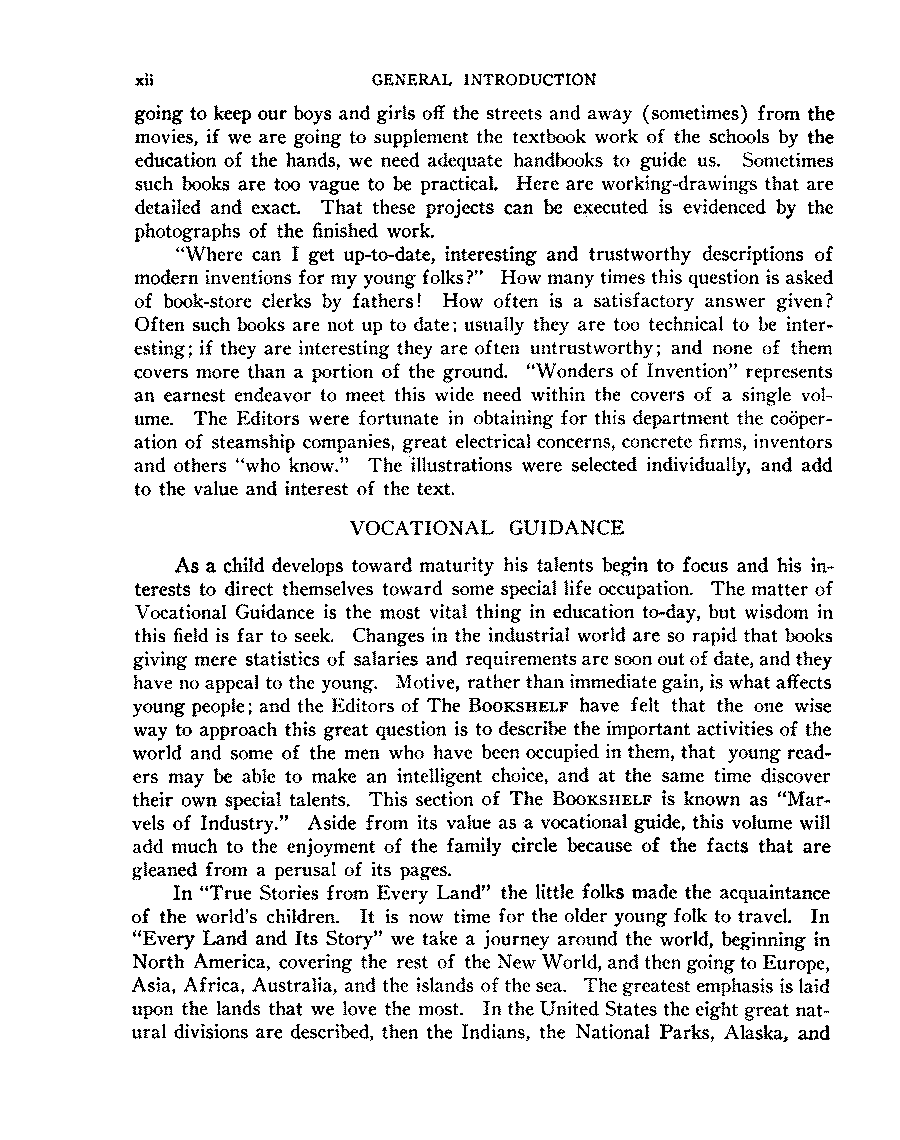 xii GENERAL INTRODUCTION
going to keep our boys and girls off the streets and away (sometimes) from the
movies, if we are going to supplement the textbook work of the schools by the
education of the hands, we need adequate handbooks to guide us. Sometimes
such books are too vague to be practical. Here are working-drawings that are
detailed and exact. That these projects can be executed is evidenced by the
photographs of the finished work.
“Where can I get up-to-date, interesting and trustworthy descriptions of
modern inventions for my young folks?” How many times this question is asked
of book-store clerks by fathers! How often is a satisfactory answer given?
Often such books are not up to date; usually they are too technical to be inter-
esting; if they are interesting they are often untrustworthy; and none of them
covers more than a portion of the ground. “Wonders of Invention” represents
an earnest endeavor to meet this wide need within the covers of a single vol-
ume. The Editors were fortunate in obtaining for this department the coöper-
ation of steamship companies, great electrical concerns, concrete firms, inventors
and others “who know.” The illustrations were selected individually, and add
to the value and interest of the text.
VOCATIONAL GUIDANCE
As a child develops toward maturity his talents begin to focus and his in-
terests to direct themselves toward some special life occupation. The matter of
Vocational Guidance is the most vital thing in education to-day, but wisdom in
this field is far to seek. Changes in the industrial world are so rapid that books
giving mere statistics of salaries and requirements are soon out of date, and they
have no appeal to the young. Motive, rather than immediate gain, is what affects
young people; and the Editors of The BOOKSHELF have felt that the one wise
way to approach this great question is to describe the important activities of the
world and some of the men who have been occupied in them, that young read-
ers may be able to make an intelligent choice, and at the same time discover
their own special talents. This section of The BOOKSHELF is known as “Mar-
vels of Industry.” Aside from its value as a vocational guide, this volume will
add much to the enjoyment of the family circle because of the facts that are
gleaned from a perusal of its pages.
In “True Stories from Every Land” the little folks made the acquaintance
of the world's children. It is now time for the older young folk to travel. In
“Every Land and Its Story” we take a journey around the world, beginning in
North America, covering the rest of the New World, and then going to Europe,
Asia, Africa, Australia, and the islands of the sea. The greatest emphasis is laid
upon the lands that we love the most. In the United States the eight great nat-
ural divisions are described, then the Indians, the National Parks, Alaska, and